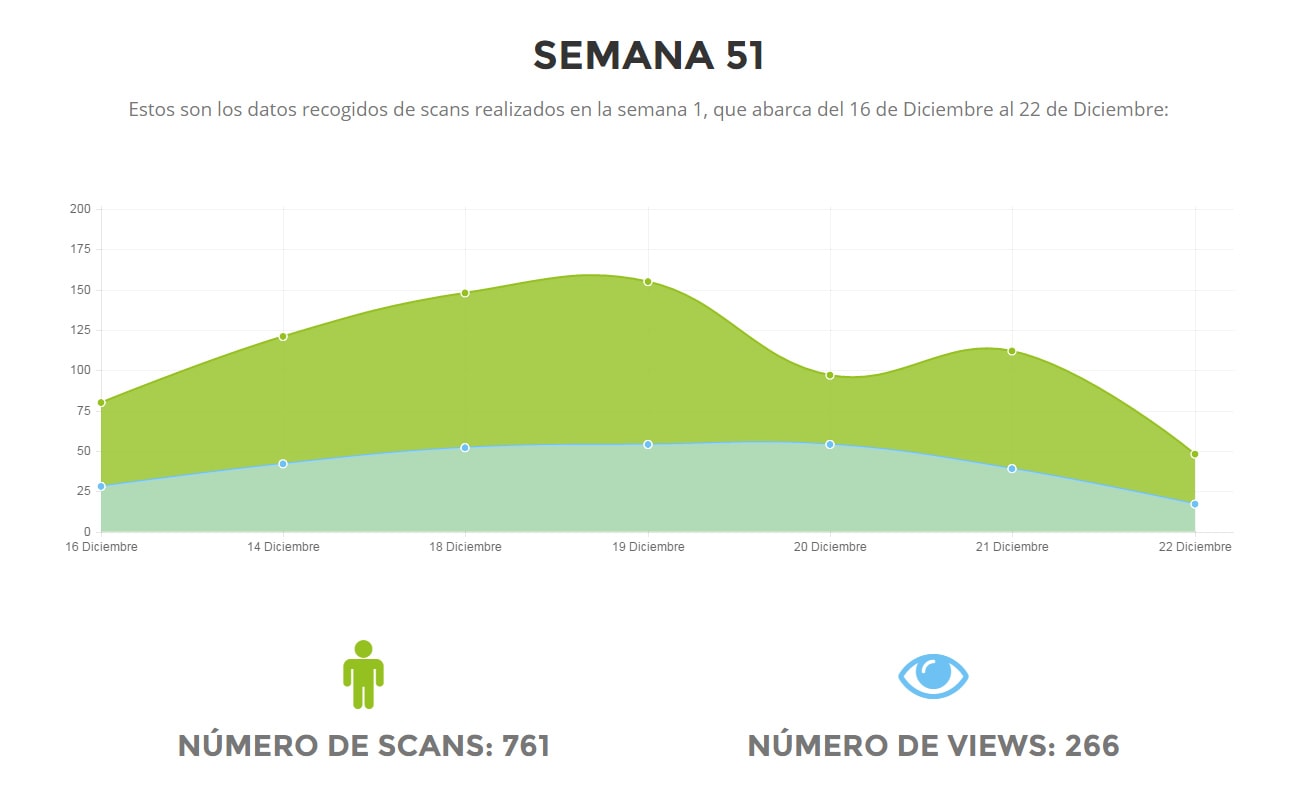 SEMANA 51
Estos son los datos recogidos de scans realizados en la semana 1, que abarca del 16 de Diciembre al 22 de Diciembre:
200
175
150
125
100
75
50
25
0
16 Diciembre 14 Diciembre 18 Diciembre 19 Diciembre 20 Diciembre 21 Diciembre 22 Diciembre
NÚMERO DE SCANS: 761 NÚMERO DE VIEWS: 266